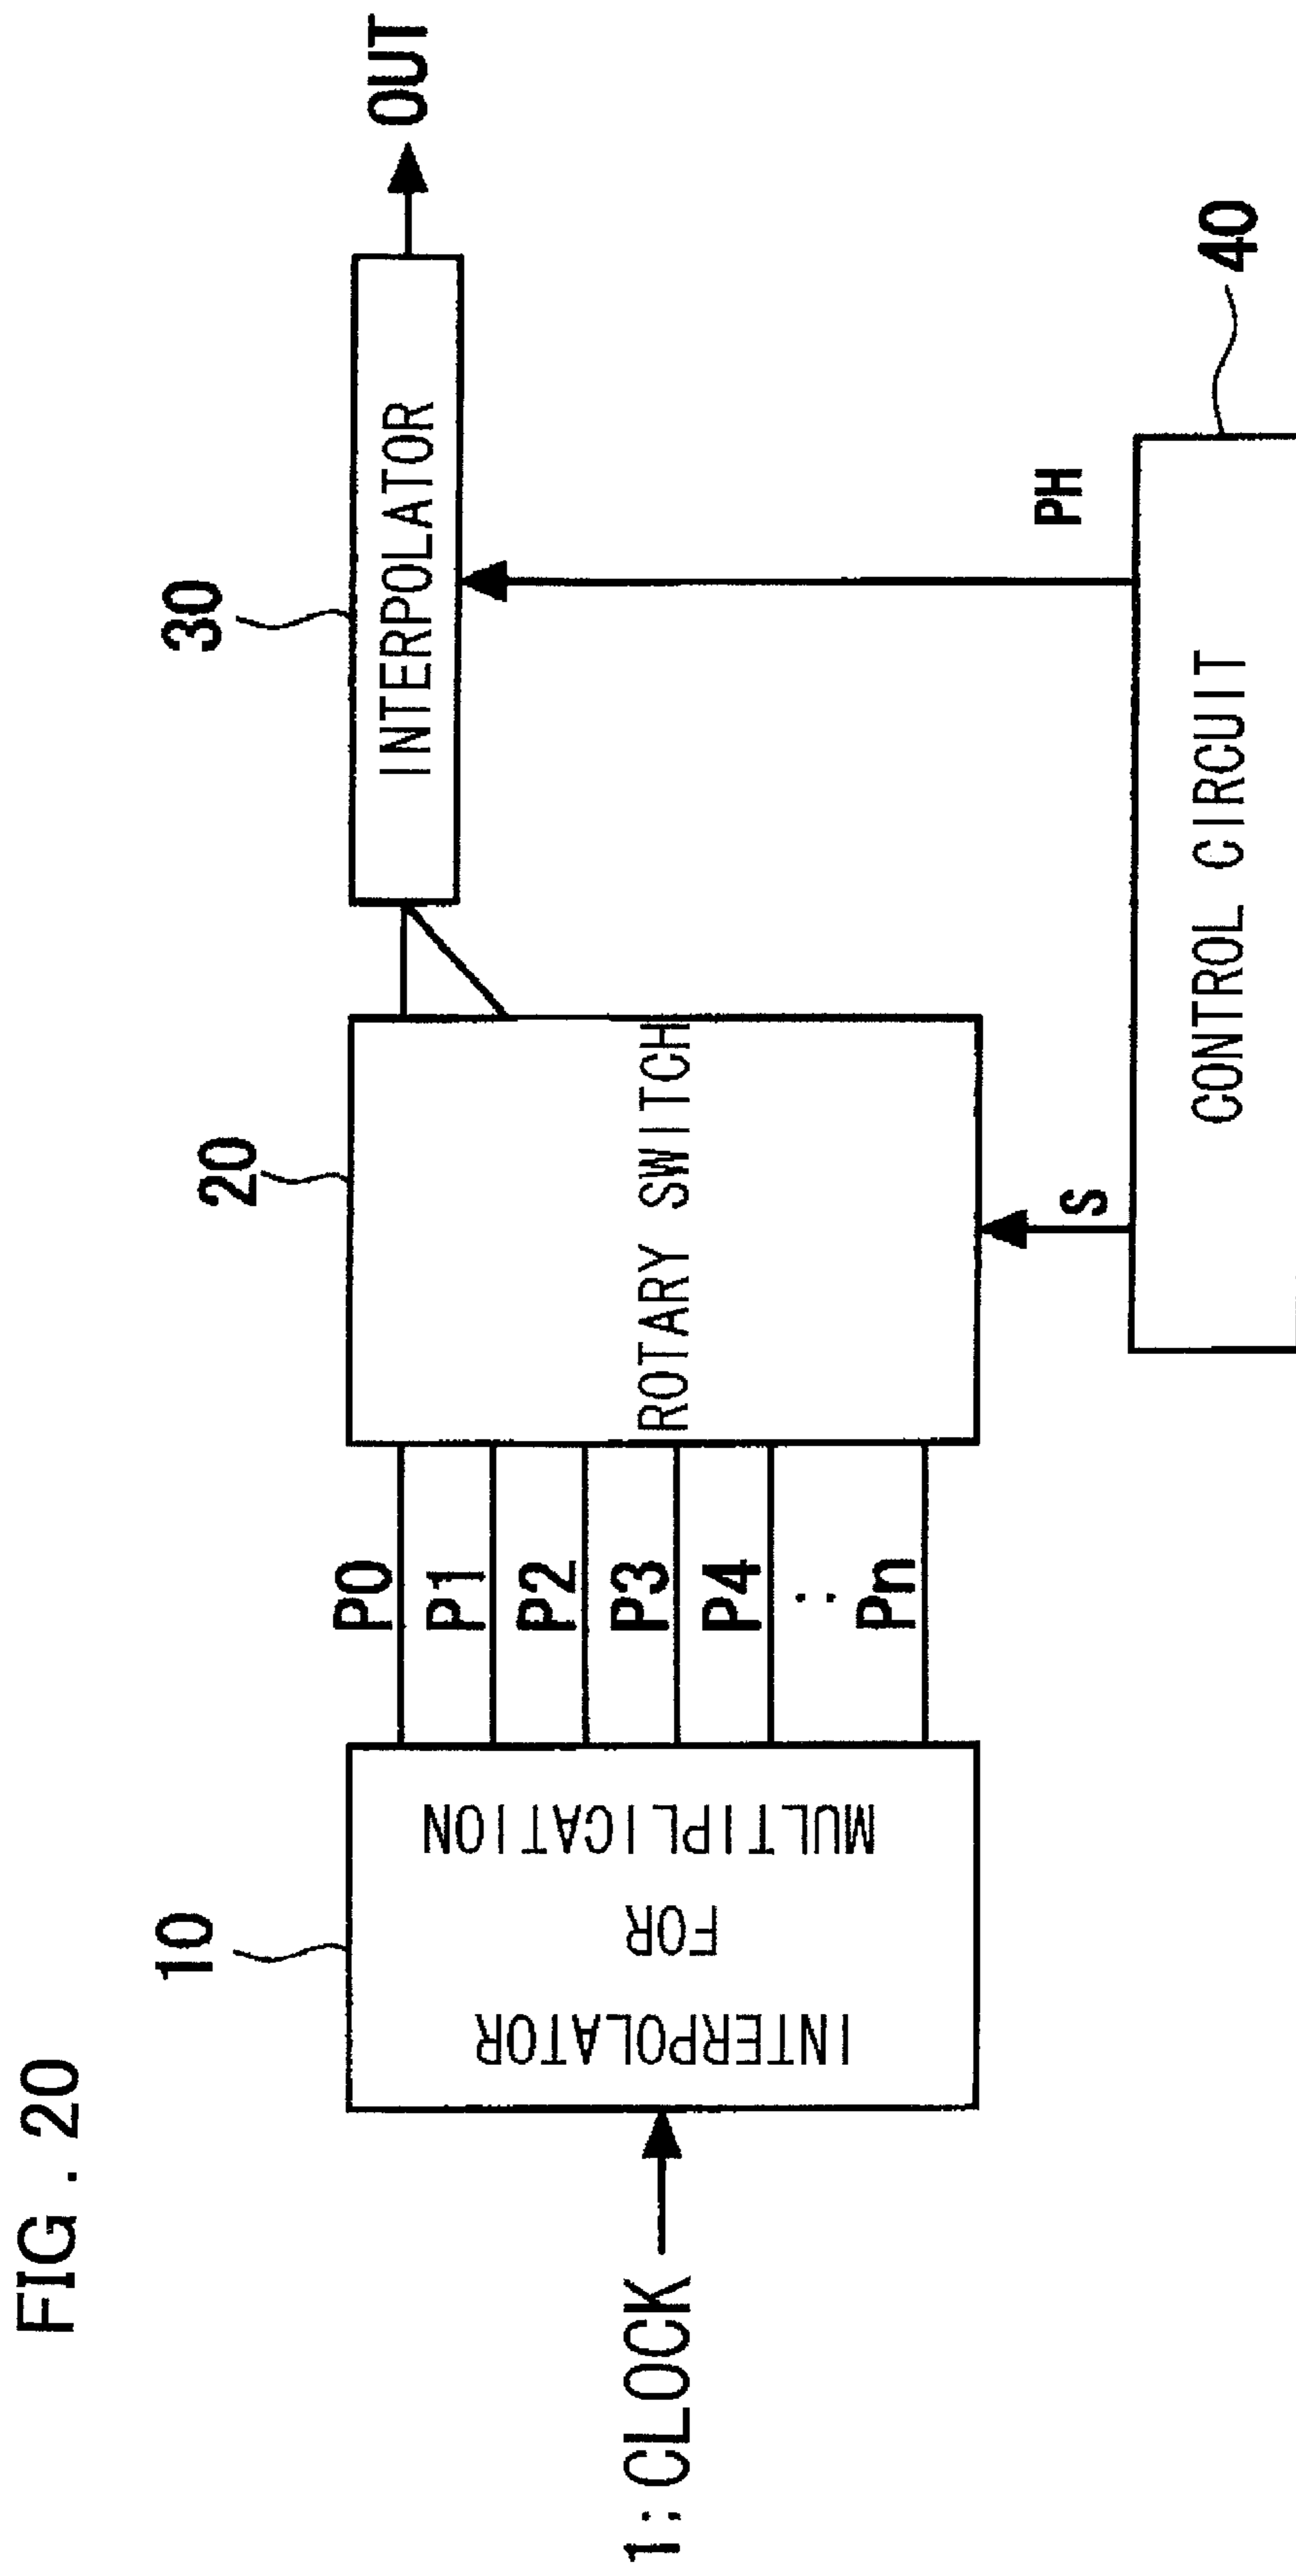 FIG. 20
1;CLOCK
10
INTERPOLATOR
FOR
MULTIPLICATION
P0
P1
P2
P3
P4
:
Pn
20
ROTARY SWITCH
30
INTERPOLATOR
OUT
S
PH
CONTROL CIRCUIT
40